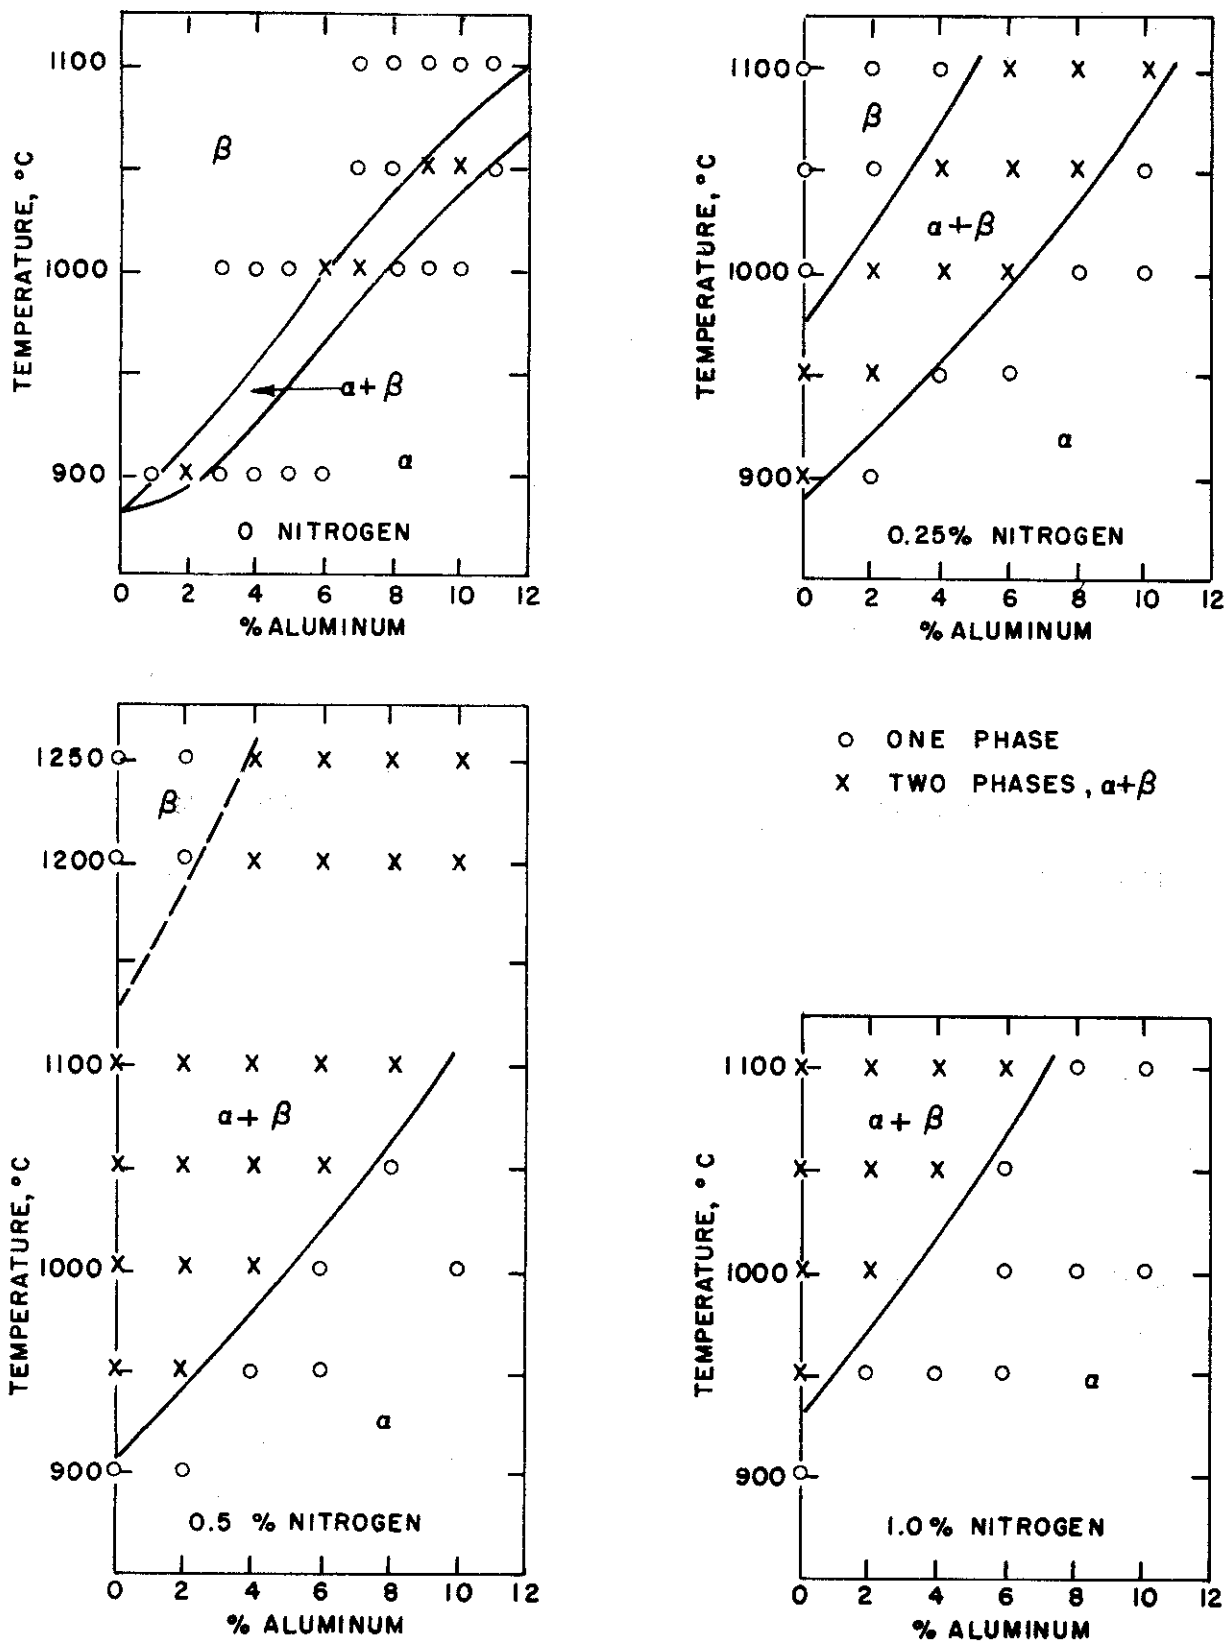 1100
1000
900
TEMPERATURE, °C
β
α+β
α
0 NITROGEN
0 2 4 6 8 10 12
% ALUMINUM
1100
1000
900
TEMPERATURE, °C
β
α+β
α
0.25% NITROGEN
0 2 4 6 8 10 12
% ALUMINUM
O ONE PHASE
X TWO PHASES, α+β
1250
1200
1100
1000
900
TEMPERATURE, °C
β
α+β
α
0.5 % NITROGEN
0 2 4 6 8 10 12
% ALUMINUM
1100
1000
900
TEMPERATURE, °C
α+β
α
1.0% NITROGEN
0 2 4 6 8 10 12
% ALUMINUM